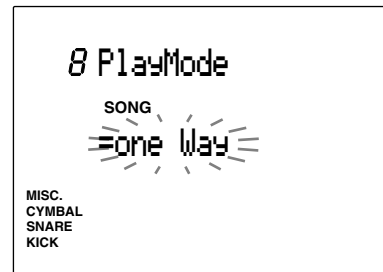 8 PlayMode
SONG
=one Way
MISC.
CYMBAL
SNARE
KICK